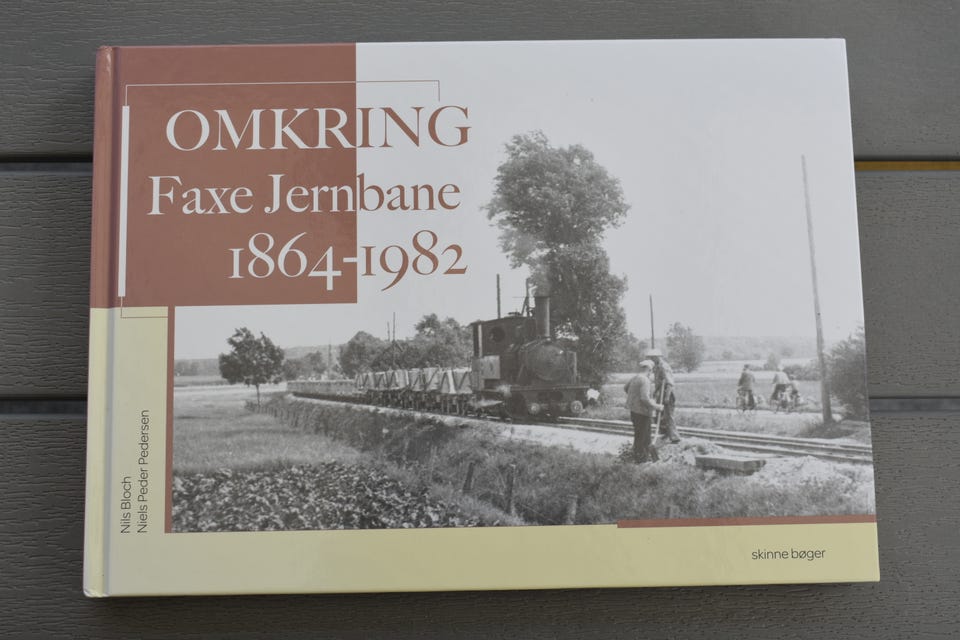 OMKRING
Faxe Jernbane
1864-1982
Nils Bloch
Niels Peder Pedersen
skinne bøger